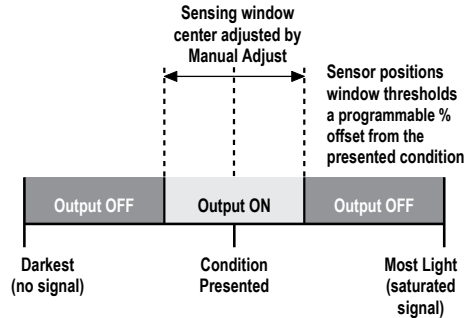 Sensing window
center adjusted by
Manual Adjust
Sensor positions
window thresholds
a programmable %
offset from the
presented condition
Output OFF
Output ON
Output OFF
Darkest
(no signal)
Condition
Presented
Most Light
(saturated
signal)